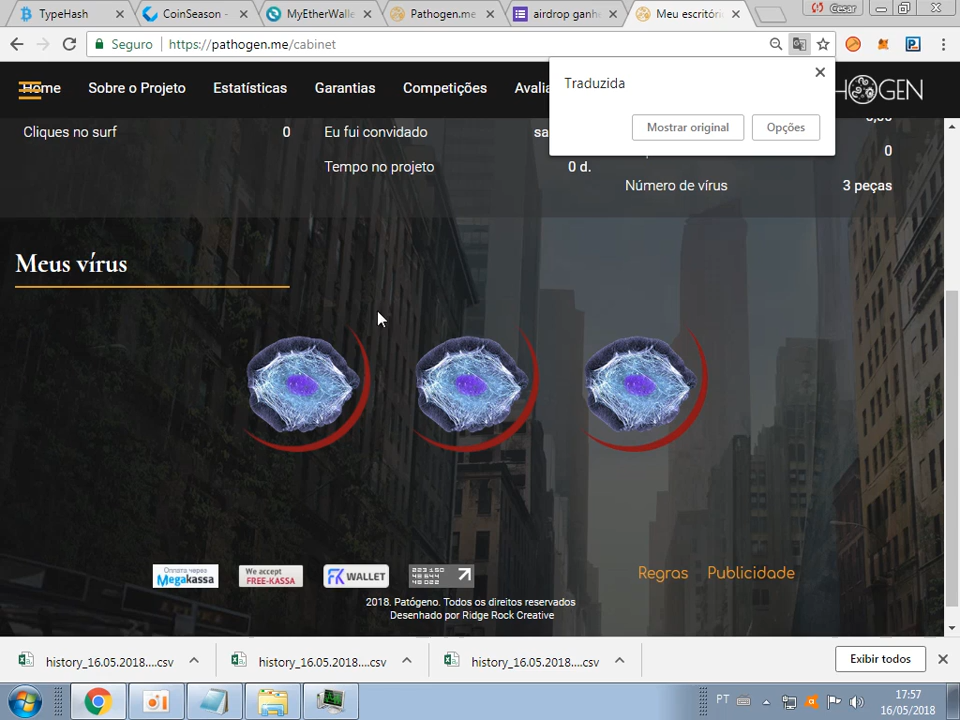 TypeHash
CoinSeason -
MyEtherWalle
Pathogen.me
airdrop ganh
Meu escritóri
Cesar
Seguro
https://pathogen.me/cabinet
Traduzida
Mostrar original
Opções
Home
Sobre o Projeto
Estatísticas
Garantias
Competições
Avalia
HOGEN
Cliques no surf
0
Eu fui convidado
sa
0
Tempo no projeto
0 d.
Número de vírus
3 peças
Meus vírus
Оплата через
Megakassa
We accept
FREE-KASSA
FK WALLET
Regras
Publicidade
2018. Patógeno. Todos os direitos reservados
Desenhado por Ridge Rock Creative
history_16.05.2018....csv
history_16.05.2018....csv
history_16.05.2018....csv
Exibir todos
PT
17:57
16/05/2018